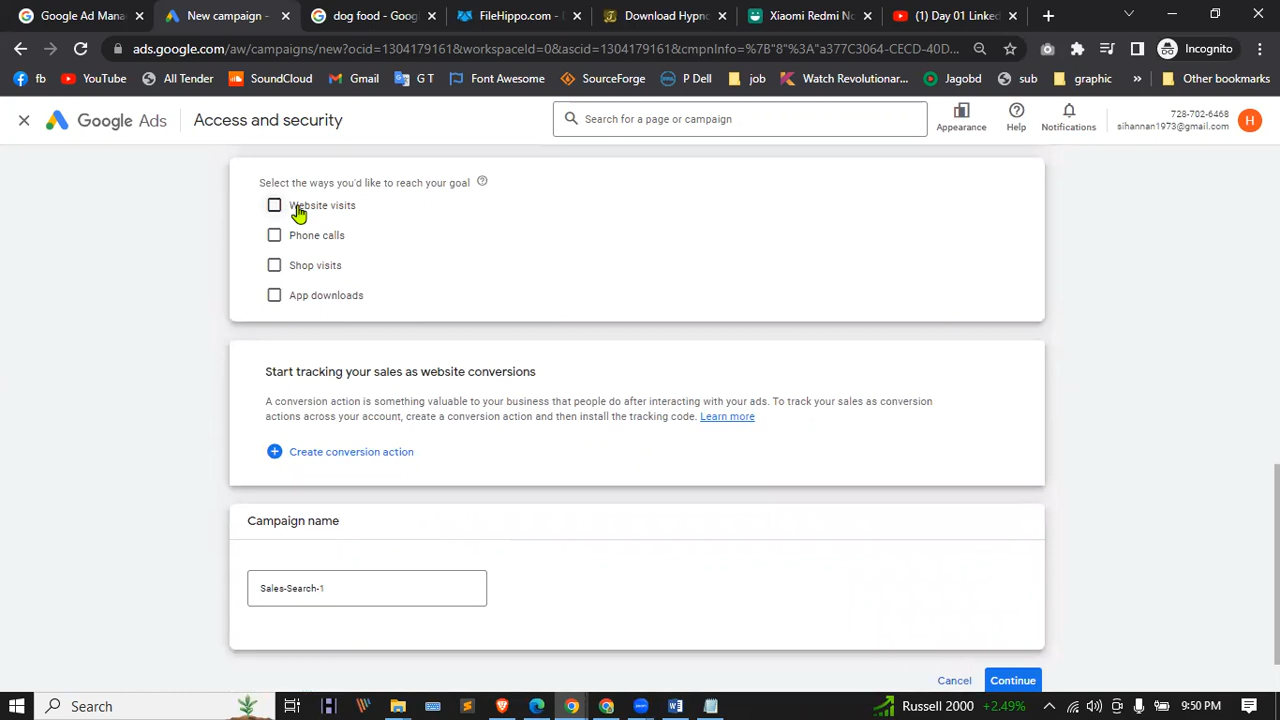 Google Ad Mana
New campaign -
dog food - Goog
FileHippo.com -
Download Hypno
Xiaomi Redmi No
(1) Day 01 Linked
ads.google.com/aw/campaigns/new?ocid=1304179161&workspaceId=0&ascid=1304179161&cmpnInfo=%7B"8"%3A"a377C3064-CECD-40D...
Incognito
fb
YouTube
All Tender
SoundCloud
Gmail
G T
Font Awesome
SourceForge
P Dell
job
Watch Revolutionar...
Jagobd
sub
graphic
»
Other bookmarks
Google Ads
Access and security
Search for a page or campaign
Appearance
Help
Notifications
728-702-6468
sihannan1973@gmail.com
H
Select the ways you'd like to reach your goal
Website visits
Phone calls
Shop visits
App downloads
Start tracking your sales as website conversions
A conversion action is something valuable to your business that people do after interacting with your ads. To track your sales as conversion
actions across your account, create a conversion action and then install the tracking code. Learn more
Create conversion action
Campaign name
Sales-Search-1
Cancel
Continue
Search
Russell 2000 +2.49%
9:50 PM